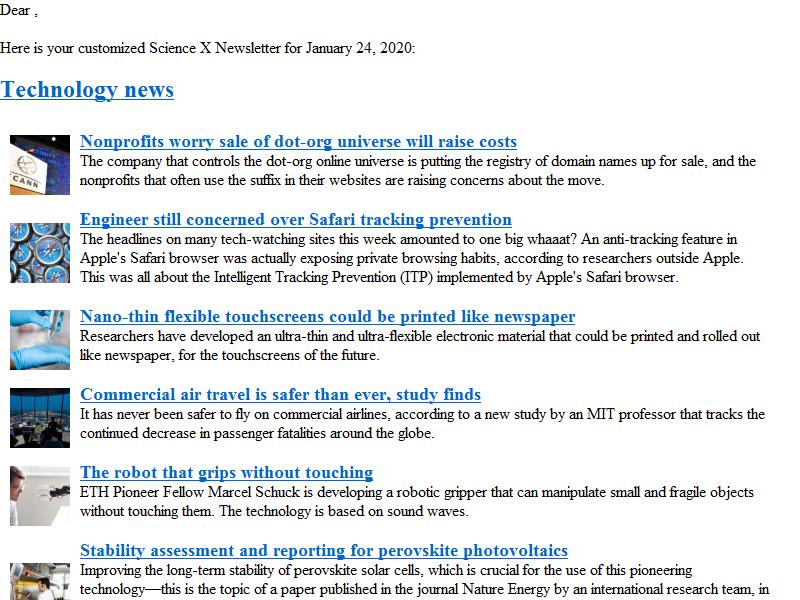 Dear ,
Here is your customized Science X Newsletter for January 24, 2020:
Technology news
Nonprofits worry sale of dot-org universe will raise costs
The company that controls the dot-org online universe is putting the registry of domain names up for sale, and the
nonprofits that often use the suffix in their websites are raising concerns about the move.
CANN
Engineer still concerned over Safari tracking prevention
The headlines on many tech-watching sites this week amounted to one big whaaat? An anti-tracking feature in
Apple's Safari browser was actually exposing private browsing habits, according to researchers outside Apple.
This was all about the Intelligent Tracking Prevention (ITP) implemented by Apple's Safari browser.
Nano-thin flexible touchscreens could be printed like newspaper
Researchers have developed an ultra-thin and ultra-flexible electronic material that could be printed and rolled out
like newspaper, for the touchscreens of the future.
Commercial air travel is safer than ever, study finds
It has never been safer to fly on commercial airlines, according to a new study by an MIT professor that tracks the
continued decrease in passenger fatalities around the globe.
The robot that grips without touching
ETH Pioneer Fellow Marcel Schuck is developing a robotic gripper that can manipulate small and fragile objects
without touching them. The technology is based on sound waves.
Stability assessment and reporting for perovskite photovoltaics
Improving the long-term stability of perovskite solar cells, which is crucial for the use of this pioneering
technology—this is the topic of a paper published in the journal Nature Energy by an international research team, in